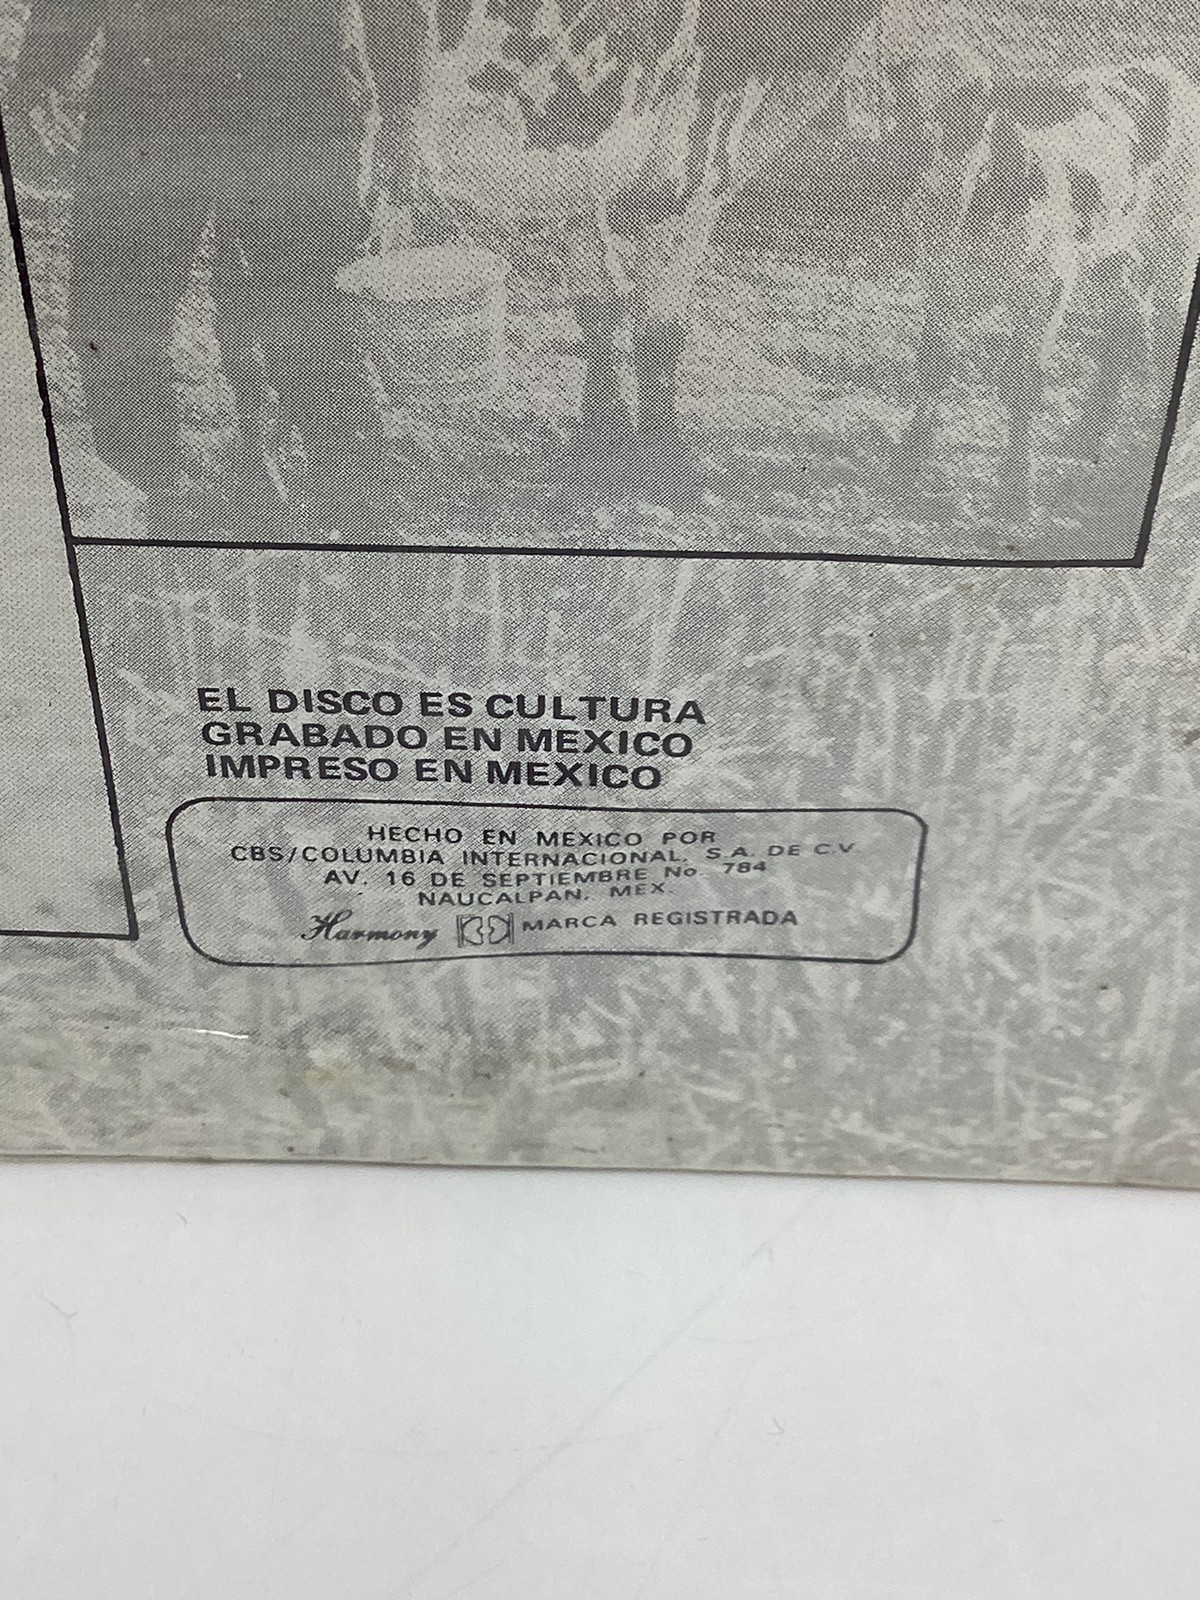 EL DISCO ES CULTURA
GRABADO EN MEXICO
IMPRESO EN MEXICO
HECHO EN MEXICO POR
CBS/COLUMBIA INTERNACIONAL, S.A. DE C.V.
AV. 16 DE SEPTIEMBRE No. 784
NAUCALPAN, MEX.
Harmony MARCA REGISTRADA